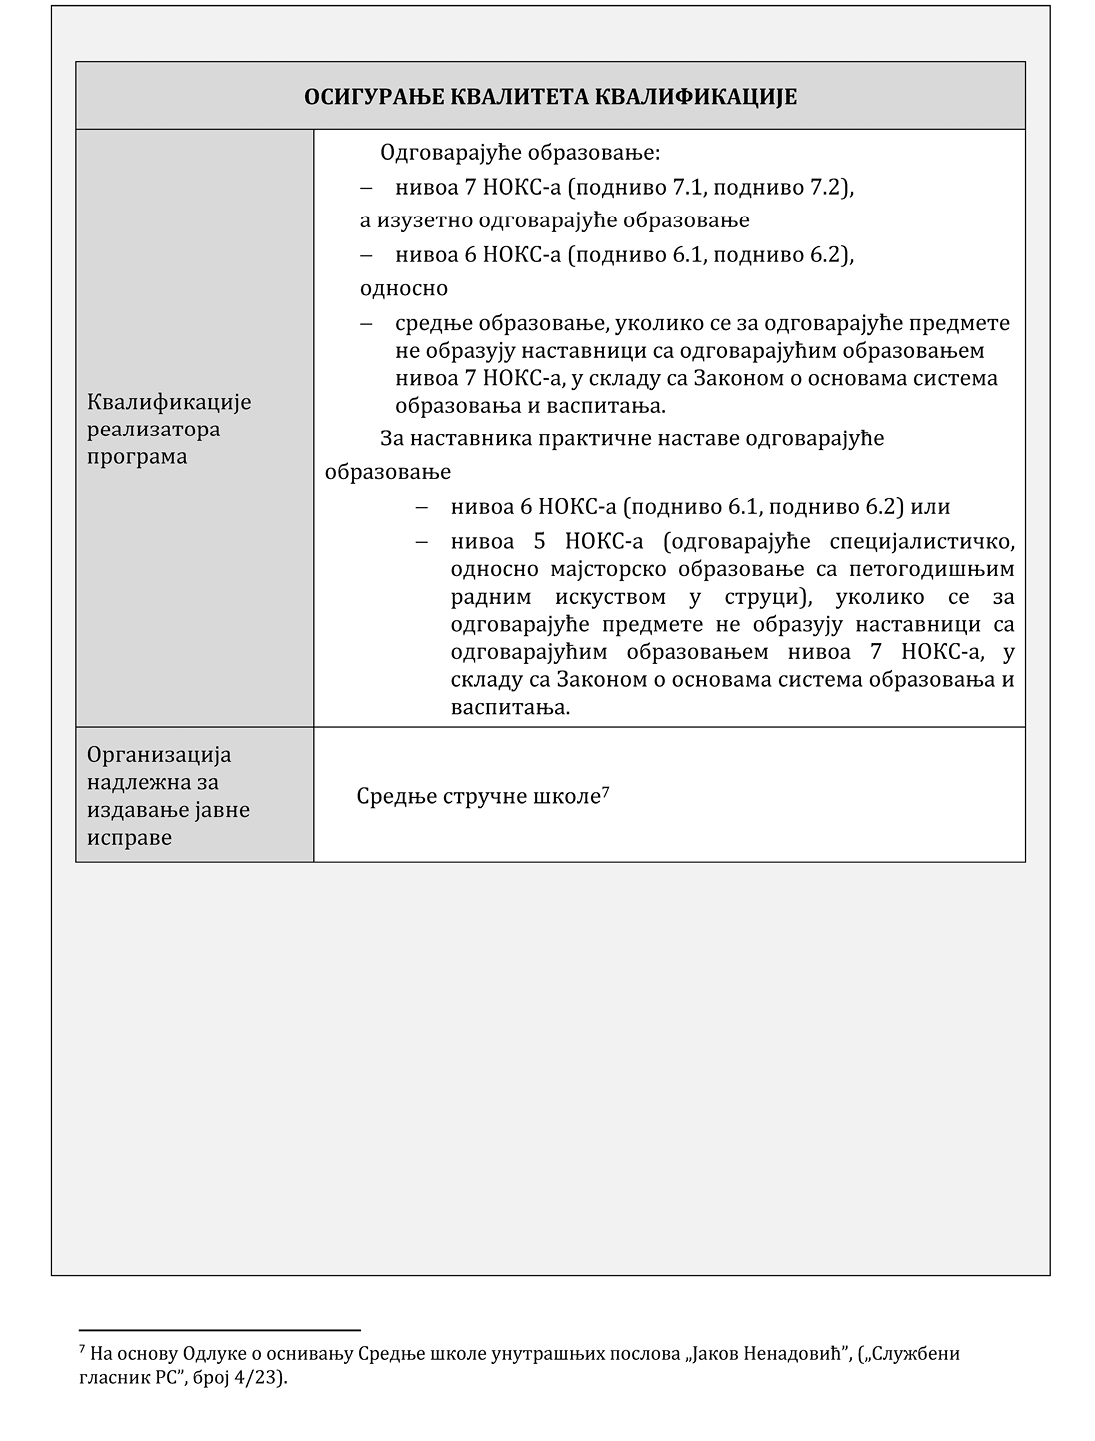 ОСИГУРАЊЕ КВАЛИТЕТА КВАЛИФИКАЦИЈЕ
Квалификације
реализатора
програма
Одговарајуће образовање:
– нивоа 7 НОКС-а (подниво 7.1, подниво 7.2),
а изузетно одговарајуће образовање
– нивоа 6 НОКС-а (подниво 6.1, подниво 6.2),
односно
– средње образовање, уколико се за одговарајуће предмете
не образују наставници са одговарајућим образовањем
нивоа 7 НОКС-а, у складу са Законом о основама система
образовања и васпитања.
За наставника практичне наставе одговарајуће
образовање
– нивоа 6 НОКС-а (подниво 6.1, подниво 6.2) или
– нивоа 5 НОКС-а (одговарајуће специјалистичко,
односно мајсторско образовање са петогодишњим
радним искуством у струци), уколико се за
одговарајуће предмете не образују наставници са
одговарајућим образовањем нивоа 7 НОКС-а, у
складу са Законом о основама система образовања и
васпитања.
Организација
надлежна за
издавање јавне
исправе
Средње стручне школе⁷
⁷ На основу Одлуке о оснивању Средње школе унутрашњих послова „Јаков Ненадовић”, („Службени
гласник РС”, број 4/23).